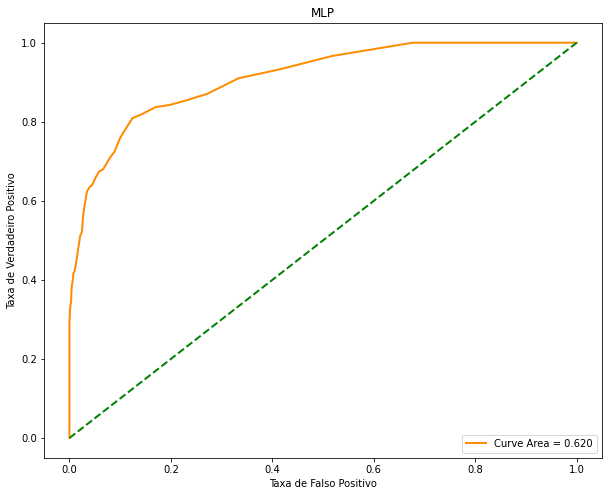 MLP
Taxa de Verdadeiro Positivo
1.0
0.8
0.6
0.4
0.2
0.0
Curve Area = 0.620
0.0 0.2 0.4 0.6 0.8 1.0
Taxa de Falso Positivo